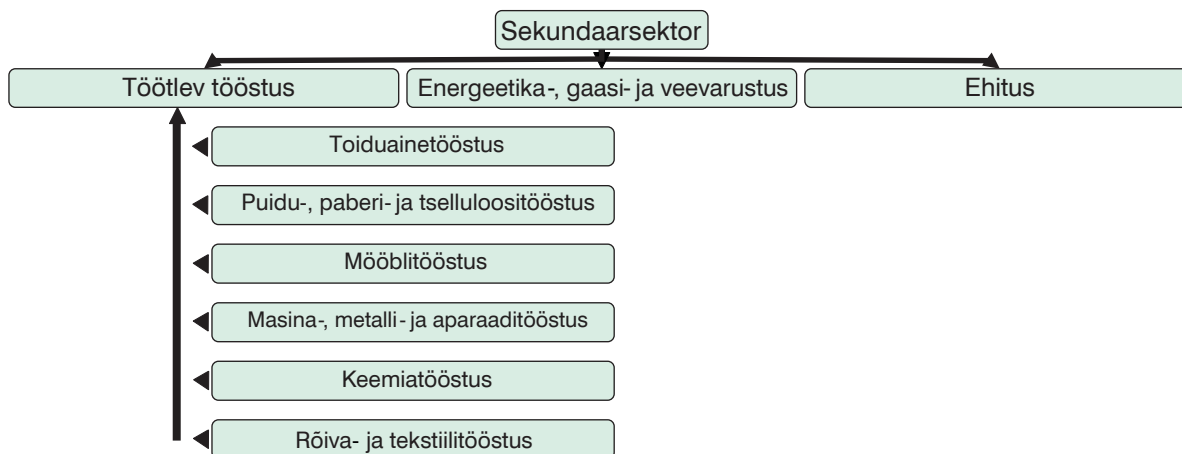 Sekundaarsektor
Töötlev tööstus
Energeetika-, gaasi- ja veevarustus
Ehitus
Toiduainetööstus
Puidu-, paberi- ja tselluloositööstus
Mööblitööstus
Masina-, metalli- ja aparaaditööstus
Keemiatööstus
Rõiva- ja tekstiilitööstus